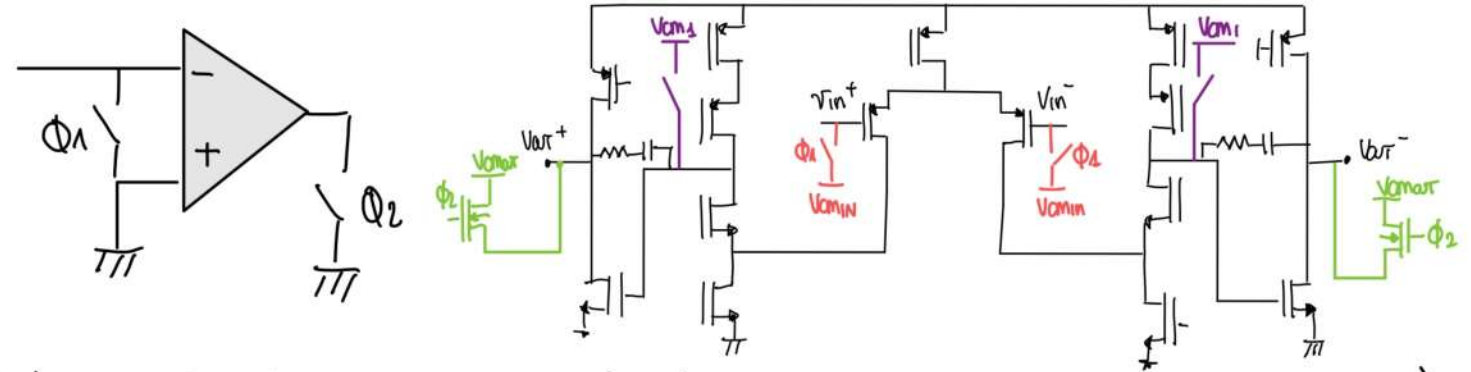 Vcm1
Vcm1
Φ1
-
+
Φ2
Vin+
Vin-
Vout+
Vout-
Φ1
Φ1
VcmIN
Vcmin
Vcmout
Φ2
Vcmout
Φ2